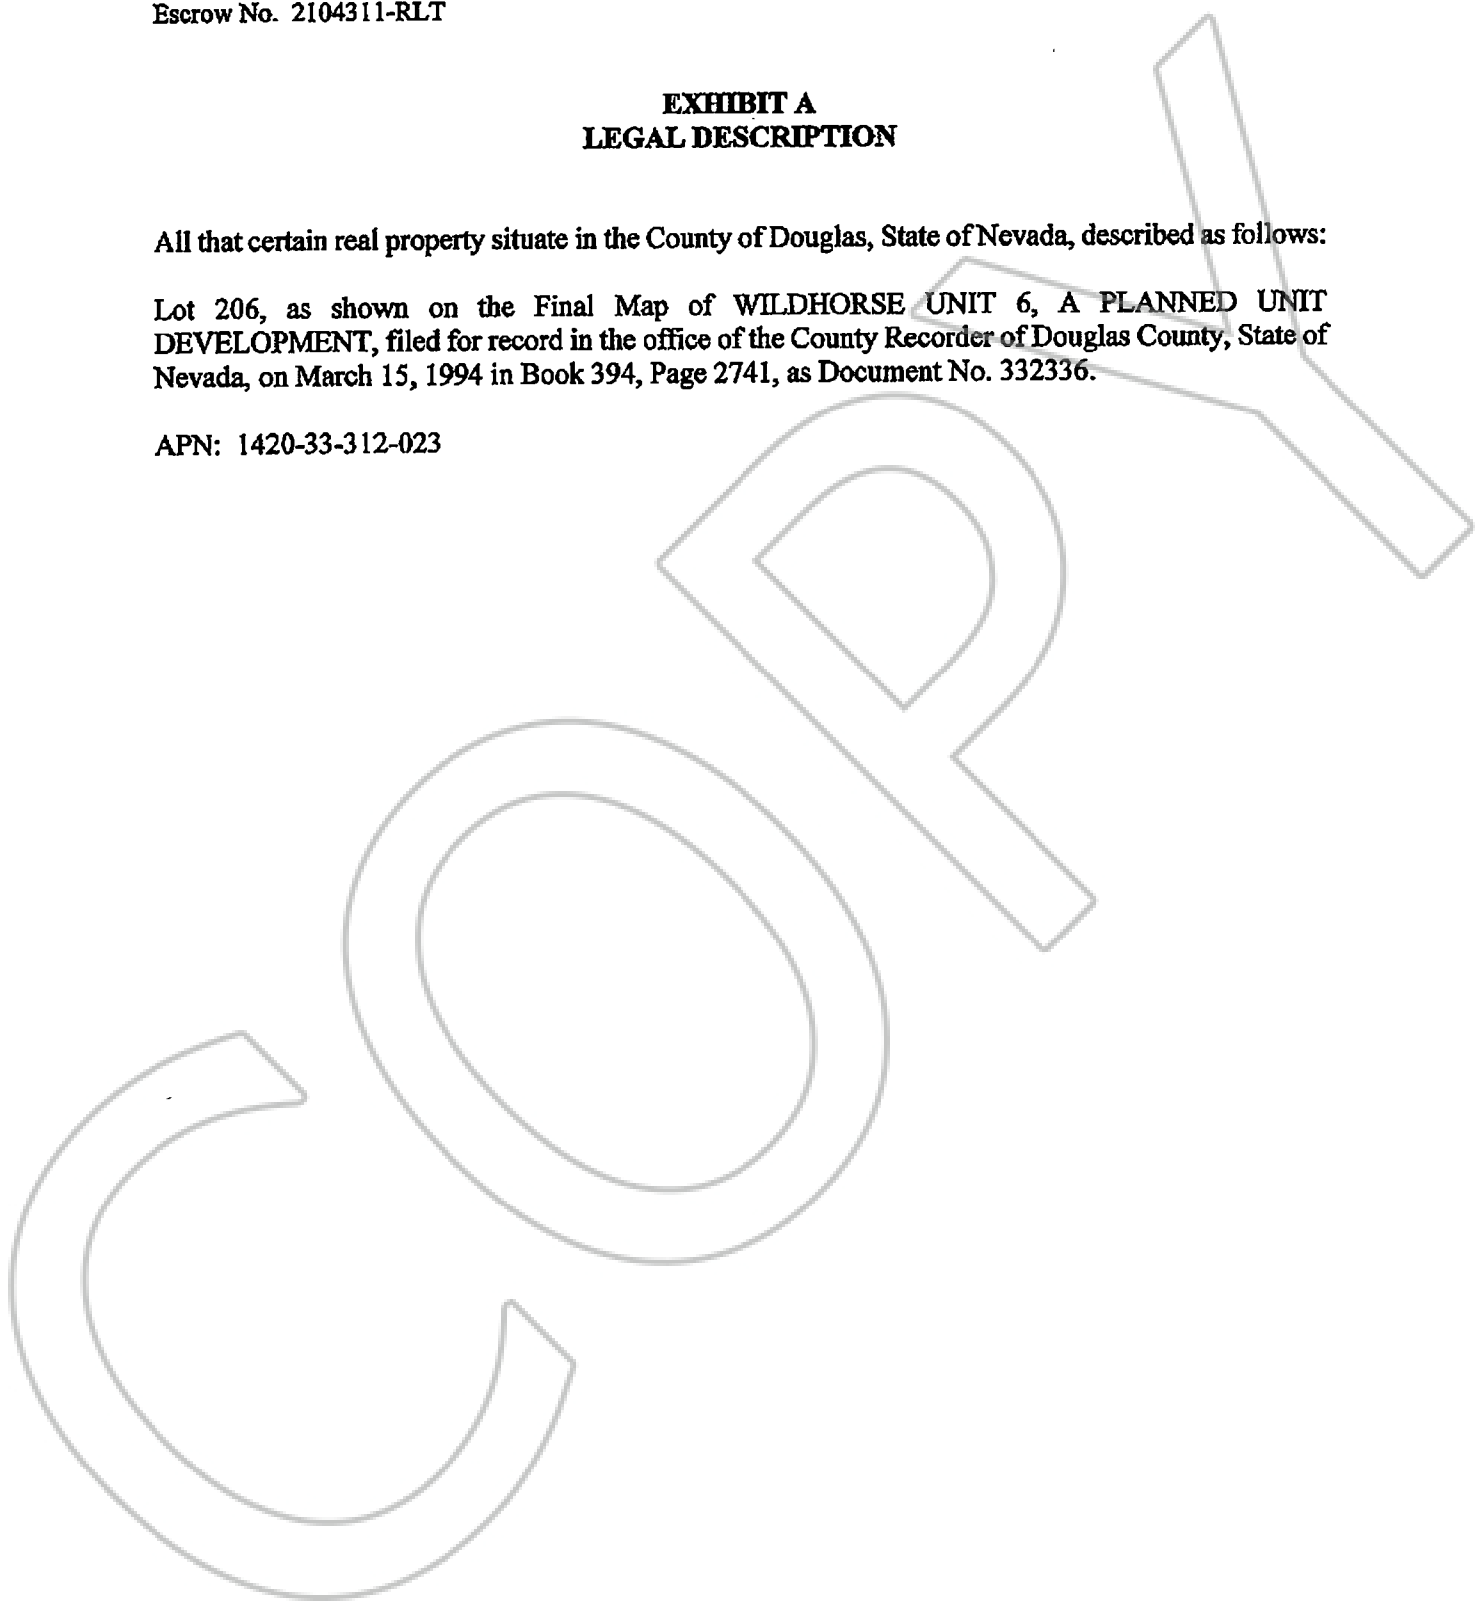 Escrow No. 2104311-RLT
EXHIBIT A
LEGAL DESCRIPTION
All that certain real property situate in the County of Douglas, State of Nevada, described as follows:
Lot 206, as shown on the Final Map of WILDHORSE UNIT 6, A PLANNED UNIT
DEVELOPMENT, filed for record in the office of the County Recorder of Douglas County, State of
Nevada, on March 15, 1994 in Book 394, Page 2741, as Document No. 332336.
APN: 1420-33-312-023
COPY